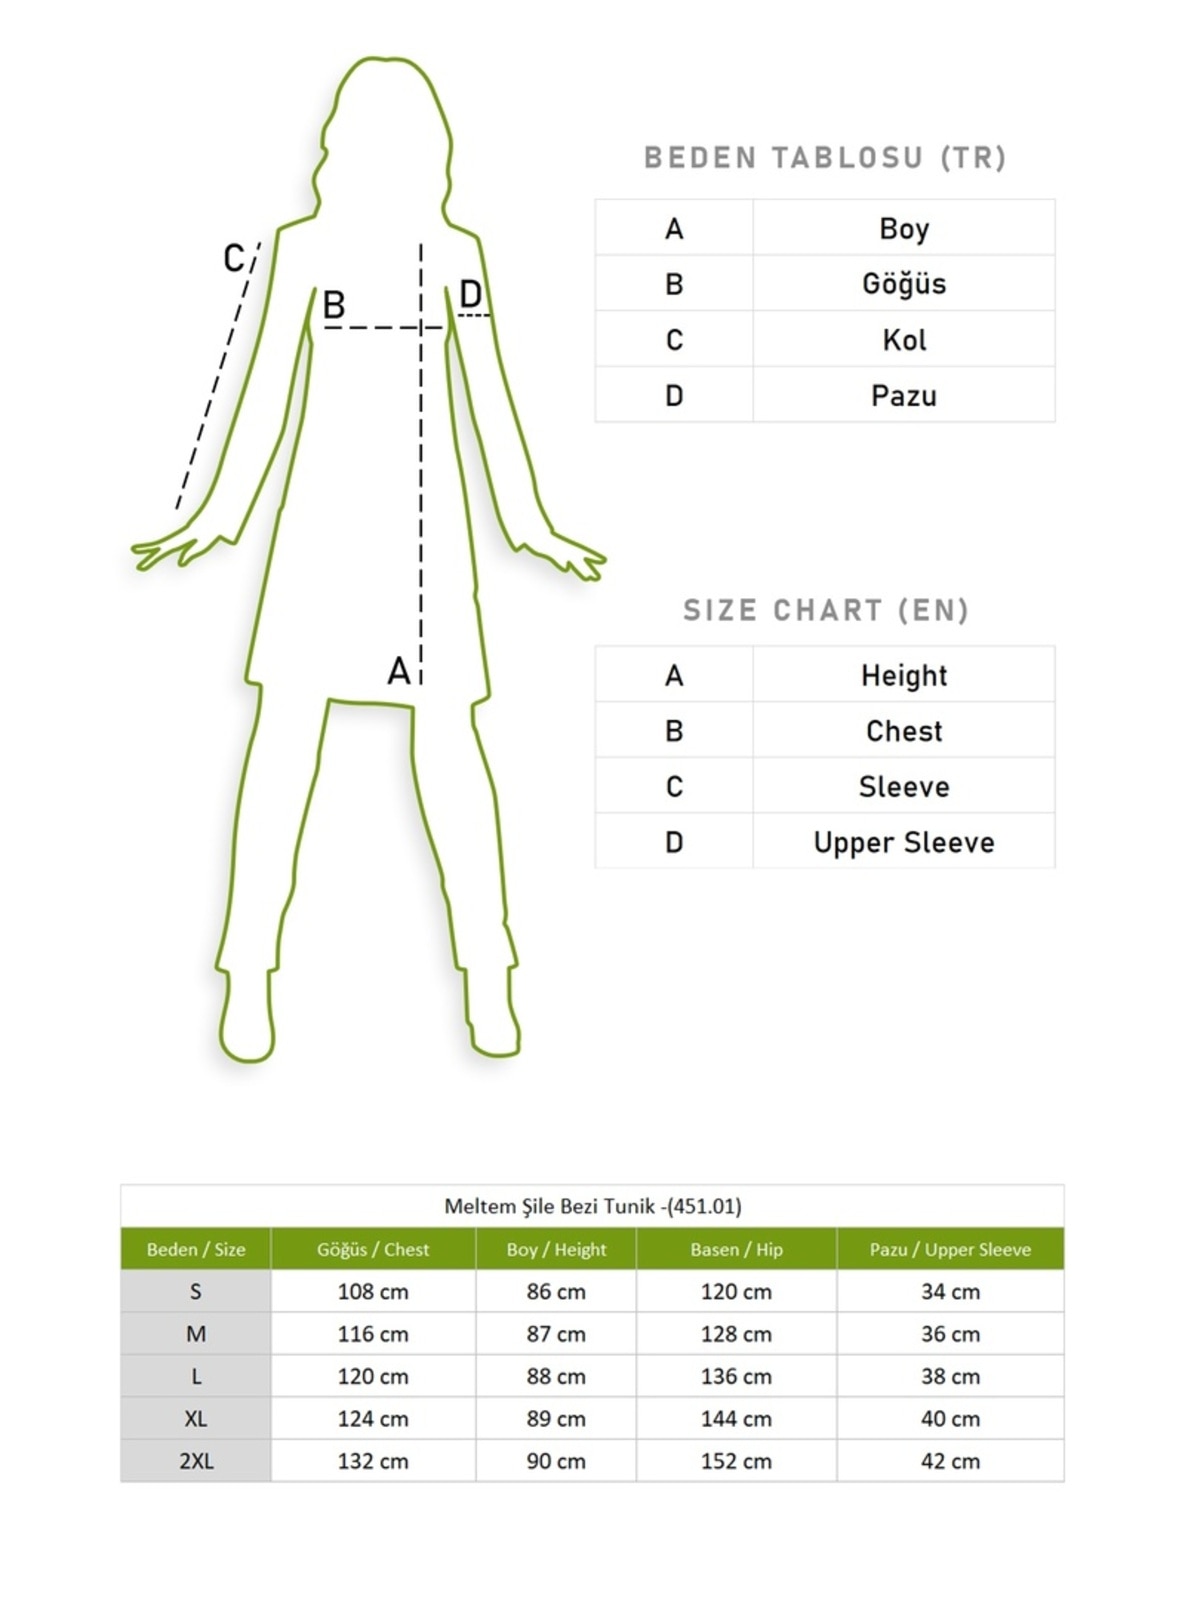 C
B
D
A
BEDEN TABLOSU (TR)
A Boy
B Göğüs
C Kol
D Pazu
SIZE CHART (EN)
A Height
B Chest
C Sleeve
D Upper Sleeve
Meltem Şile Bezi Tunik -(451.01)
Beden / Size Göğüs / Chest Boy / Height Basen / Hip Pazu / Upper Sleeve
S 108 cm 86 cm 120 cm 34 cm
M 116 cm 87 cm 128 cm 36 cm
L 120 cm 88 cm 136 cm 38 cm
XL 124 cm 89 cm 144 cm 40 cm
2XL 132 cm 90 cm 152 cm 42 cm